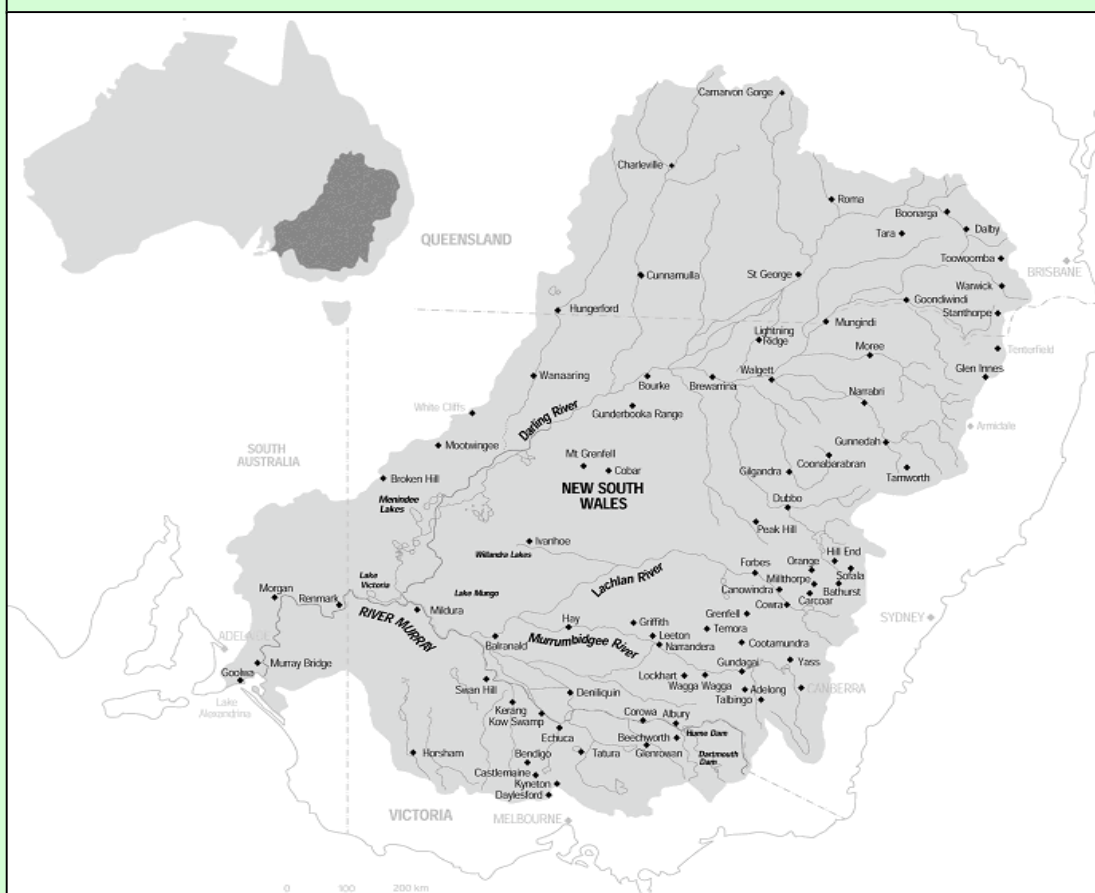 Carnarvon Gorge
Charleville
Roma
Boonarga
Dalby
Tara
QUEENSLAND
Toowoomba
BRISBANE
Cunnamulla
St George
Warwick
Goondiwindi
Hungerford
Stanthorpe
Mungindi
Lightning
Ridge
Moree
Tenterfield
Glen Innes
Wanaaring
Bourke
Brewarrina
Walgett
Narrabri
White Cliffs
Darling River
Gunderbooka Range
Armidale
Mootwingee
Gunnedah
SOUTH
AUSTRALIA
Mt Grenfell
Cobar
Coonabarabran
Gilgandra
Tamworth
Broken Hill
NEW SOUTH
WALES
Menindee
Lakes
Dubbo
Peak Hill
Ivanhoe
Willandra Lakes
Hill End
Forbes
Orange
Sofala
Lake
Victoria
Lachlan River
Millthorpe
Morgan
Renmark
Lake Mungo
Canowindra
Bathurst
Carcoar
Cowra
RIVER MURRAY
Mildura
Grenfell
SYDNEY
Hay
Griffith
Temora
ADELAIDE
Balranald
Murrumbidgee River
Leeton
Narrandera
Cootamundra
Murray Bridge
Gundagai
Yass
Goolwa
Lockhart
Wagga Wagga
Adelong
CANBERRA
Swan Hill
Deniliquin
Talbingo
Lake
Alexandrina
Kerang
Kow Swamp
Corowa
Albury
Echuca
Beechworth
Hume Dam
Horsham
Bendigo
Tatura
Glenrowan
Dartmouth
Dam
Castlemaine
Kyneton
Daylesford
VICTORIA
MELBOURNE
0 100 200 km